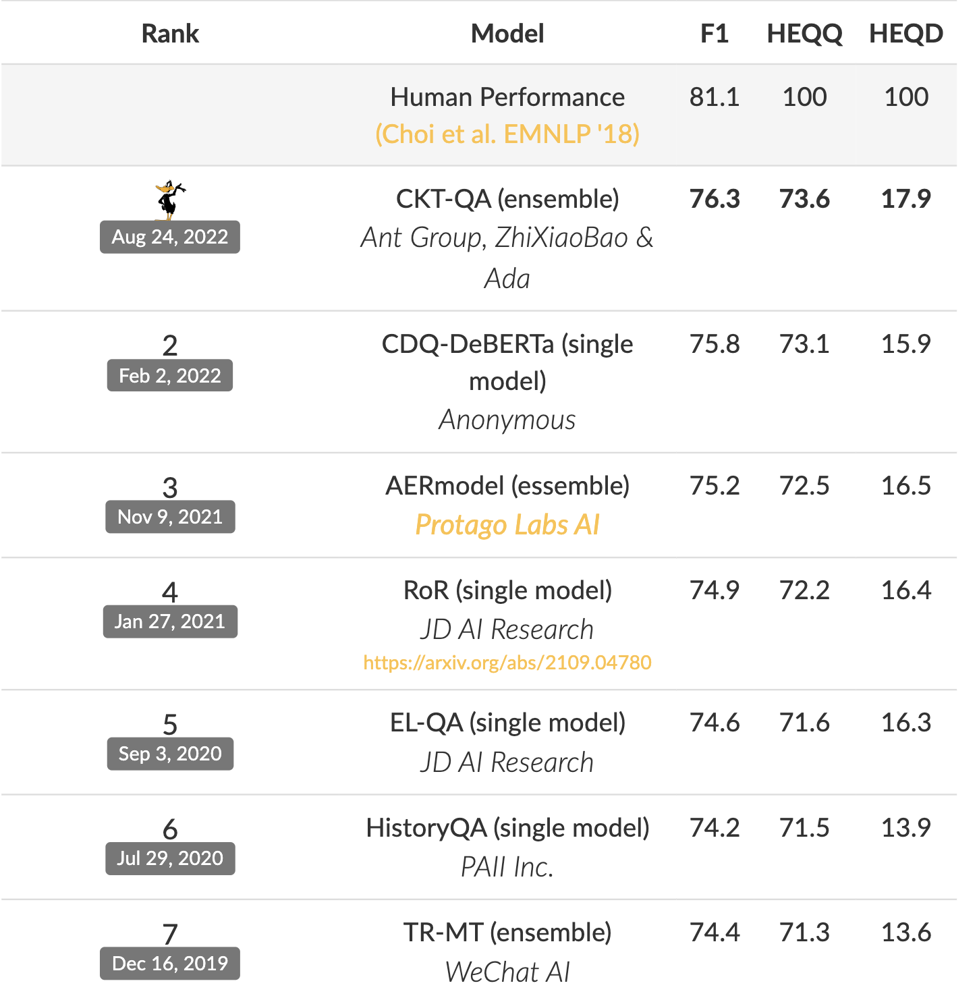 Rank Model F1 HEQQ HEQD
Human Performance 81.1 100 100
(Choi et al. EMNLP '18)
CKT-QA (ensemble) 76.3 73.6 17.9
Aug 24, 2022
Ant Group, ZhiXiaoBao &
Ada
2 CDQ-DeBERTa (single 75.8 73.1 15.9
Feb 2, 2022
model)
Anonymous
3 AERmodel (essemble) 75.2 72.5 16.5
Nov 9, 2021
Protago Labs AI
4 RoR (single model) 74.9 72.2 16.4
Jan 27, 2021
JD AI Research
https://arxiv.org/abs/2109.04780
5 EL-QA (single model) 74.6 71.6 16.3
Sep 3, 2020
JD AI Research
6 HistoryQA (single model) 74.2 71.5 13.9
Jul 29, 2020
PAII Inc.
7 TR-MT (ensemble) 74.4 71.3 13.6
Dec 16, 2019
WeChat AI